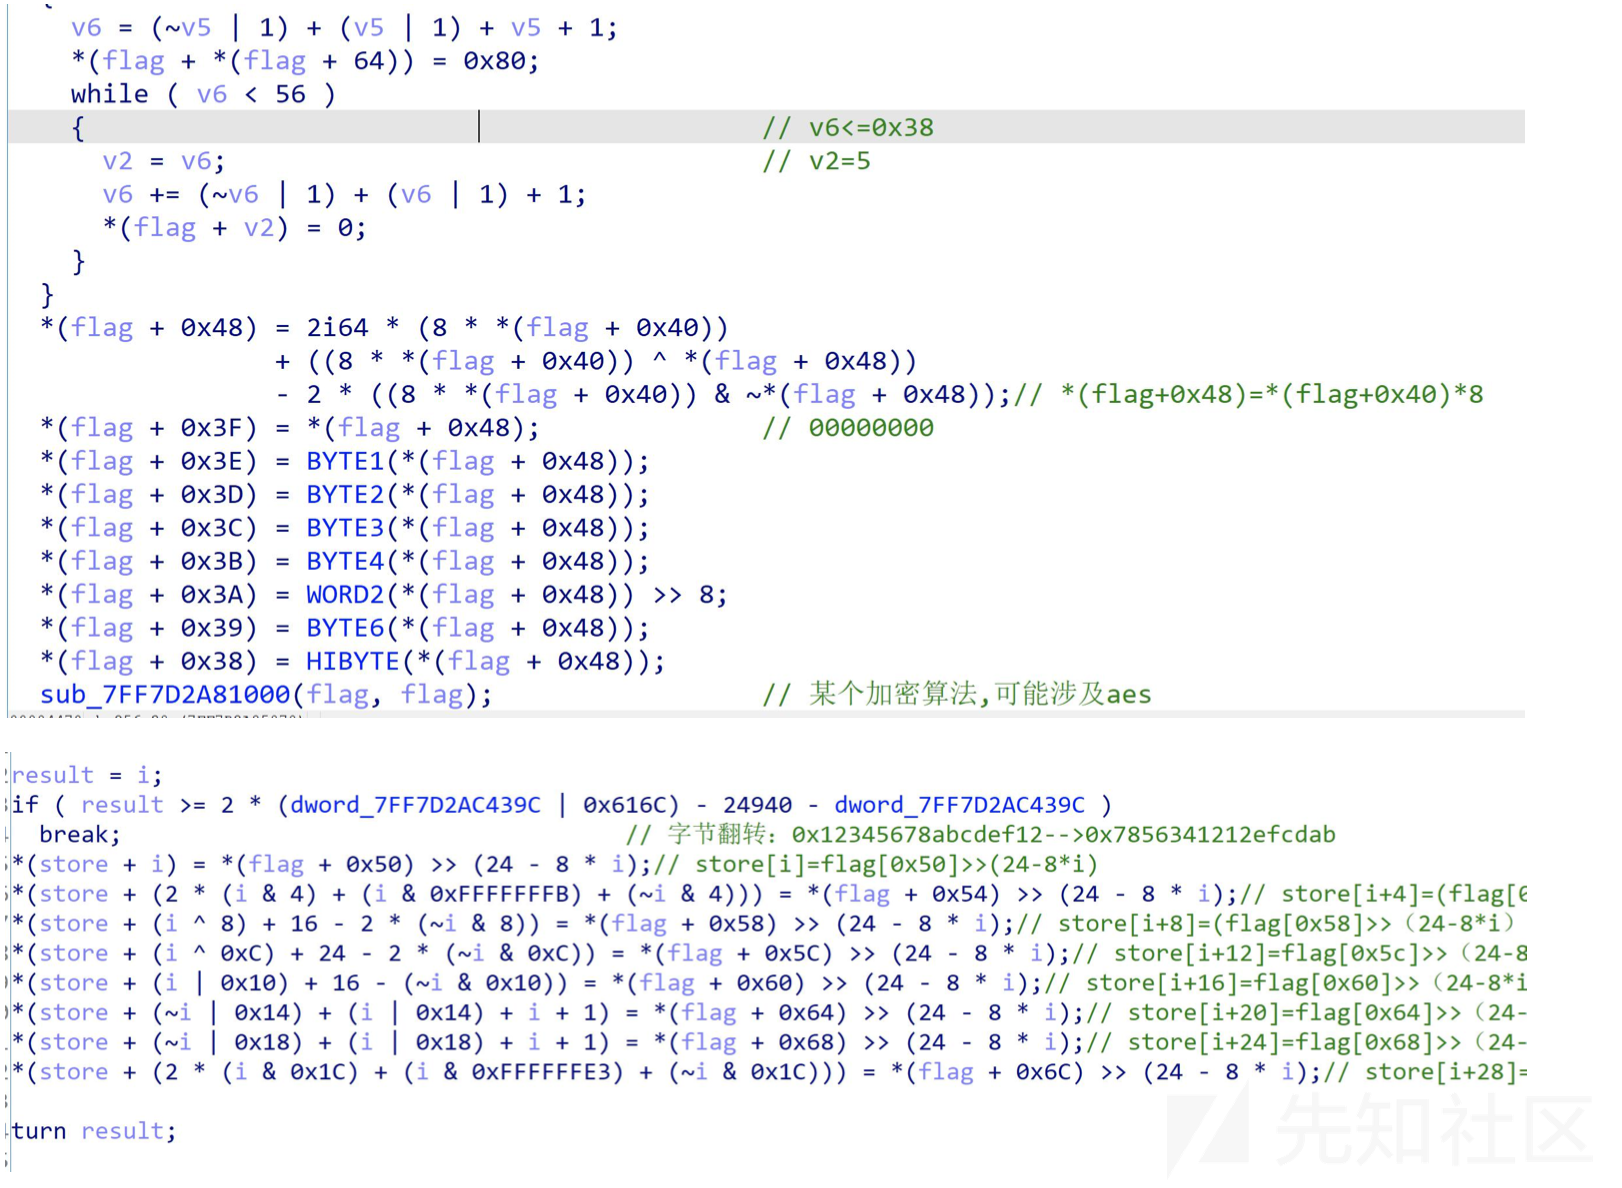 {
v6 = (~v5 | 1) + (v5 | 1) + v5 + 1;
*(flag + *(flag + 64)) = 0x80;
while ( v6 < 56 )
{ // v6<=0x38
v2 = v6; // v2=5
v6 += (~v6 | 1) + (v6 | 1) + 1;
*(flag + v2) = 0;
}
}
*(flag + 0x48) = 2i64 * (8 * *(flag + 0x40))
+ ((8 * *(flag + 0x40)) ^ *(flag + 0x48))
- 2 * ((8 * *(flag + 0x40)) & ~*(flag + 0x48));// *(flag+0x48)=*(flag+0x40)*8
*(flag + 0x3F) = *(flag + 0x48); // 00000000
*(flag + 0x3E) = BYTE1(*(flag + 0x48));
*(flag + 0x3D) = BYTE2(*(flag + 0x48));
*(flag + 0x3C) = BYTE3(*(flag + 0x48));
*(flag + 0x3B) = BYTE4(*(flag + 0x48));
*(flag + 0x3A) = WORD2(*(flag + 0x48)) >> 8;
*(flag + 0x39) = BYTE6(*(flag + 0x48));
*(flag + 0x38) = HIBYTE(*(flag + 0x48));
sub_7FF7D2A81000(flag, flag); // 某个加密算法,可能涉及aes
result = i;
if ( result >= 2 * (dword_7FF7D2AC439C | 0x616C) - 24940 - dword_7FF7D2AC439C )
break; // 字节翻转：0x12345678abcdef12-->0x7856341212efcdab
*(store + i) = *(flag + 0x50) >> (24 - 8 * i);// store[i]=flag[0x50]>>(24-8*i)
*(store + (2 * (i & 4) + (i & 0xFFFFFFFB) + (~i & 4))) = *(flag + 0x54) >> (24 - 8 * i);// store[i+4]=(flag[0
*(store + (i ^ 8) + 16 - 2 * (~i & 8)) = *(flag + 0x58) >> (24 - 8 * i);// store[i+8]=(flag[0x58]>>（24-8*i）
*(store + (i ^ 0xC) + 24 - 2 * (~i & 0xC)) = *(flag + 0x5C) >> (24 - 8 * i);// store[i+12]=flag[0x5c]>>（24-8
*(store + (i | 0x10) + 16 - (~i & 0x10)) = *(flag + 0x60) >> (24 - 8 * i);// store[i+16]=flag[0x60]>>（24-8*i
*(store + (~i | 0x14) + (i | 0x14) + i + 1) = *(flag + 0x64) >> (24 - 8 * i);// store[i+20]=flag[0x64]>>（24-
*(store + (~i | 0x18) + (i | 0x18) + i + 1) = *(flag + 0x68) >> (24 - 8 * i);// store[i+24]=flag[0x68]>>（24-
*(store + (2 * (i & 0x1C) + (i & 0xFFFFFFE3) + (~i & 0x1C))) = *(flag + 0x6C) >> (24 - 8 * i);// store[i+28]=
turn result;
先知社区